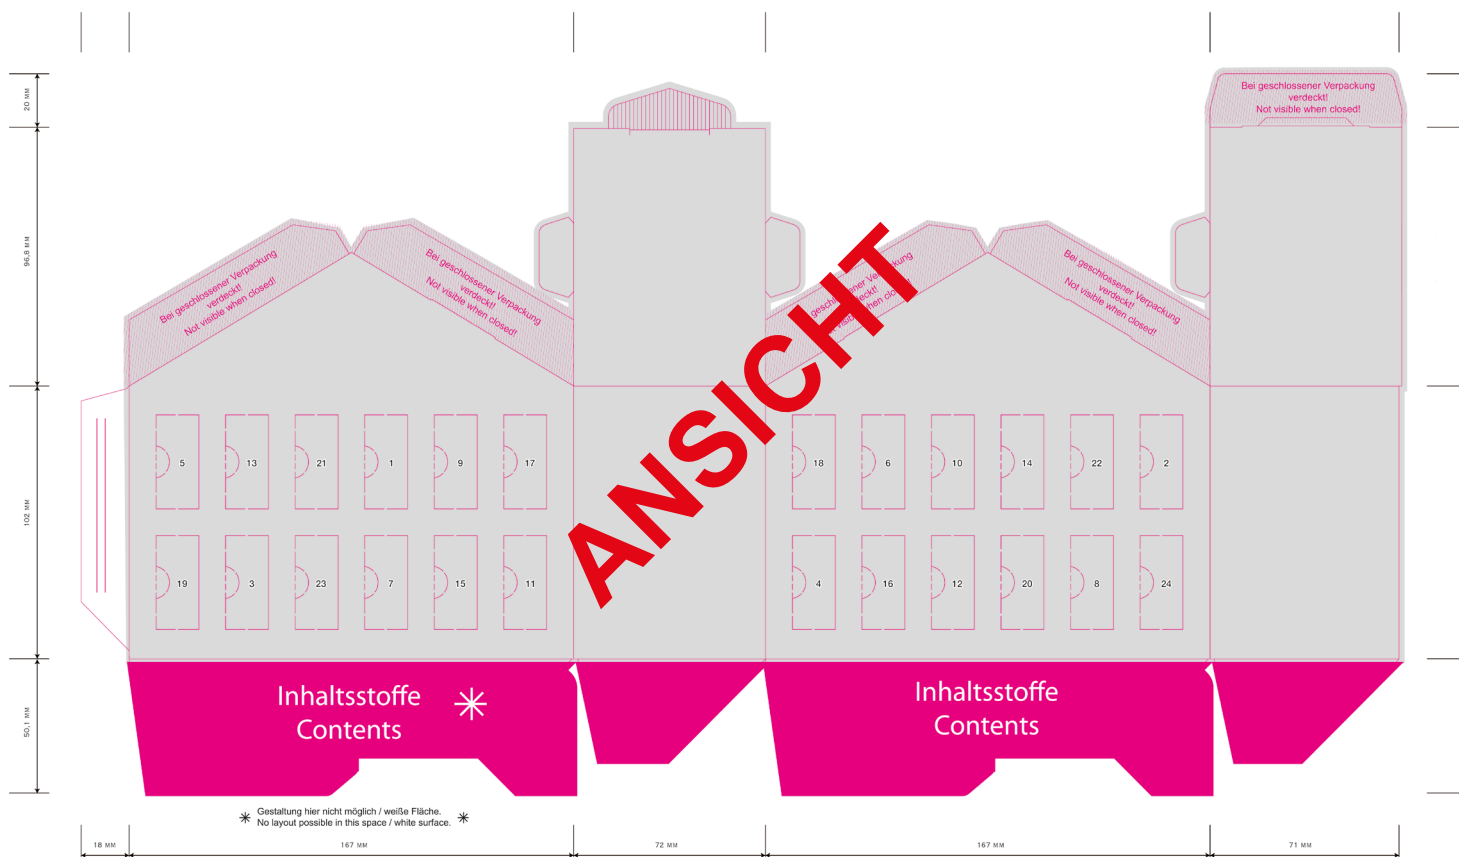 Bei geschlossener Verpackung
verdeckt!
Not visible when closed!
20 MM
96,8 MM
Bei geschlossener Verpackung
verdeckt!
Not visible when closed!
Bei geschlossener Verpackung
verdeckt!
Not visible when closed!
Bei geschlossener Verpackung
verdeckt!
Not visible when closed!
ANSICHT
102 MM
5 13 21 1 9 17 18 6 10 14 22 2
19 3 23 7 15 11 4 16 12 20 8 24
50,1 MM
Inhaltsstoffe
Contents
Inhaltsstoffe
Contents
Gestaltung hier nicht möglich / weiße Fläche.
No layout possible in this space / white surface.
18 MM 167 MM 72 MM 167 MM 71 MM